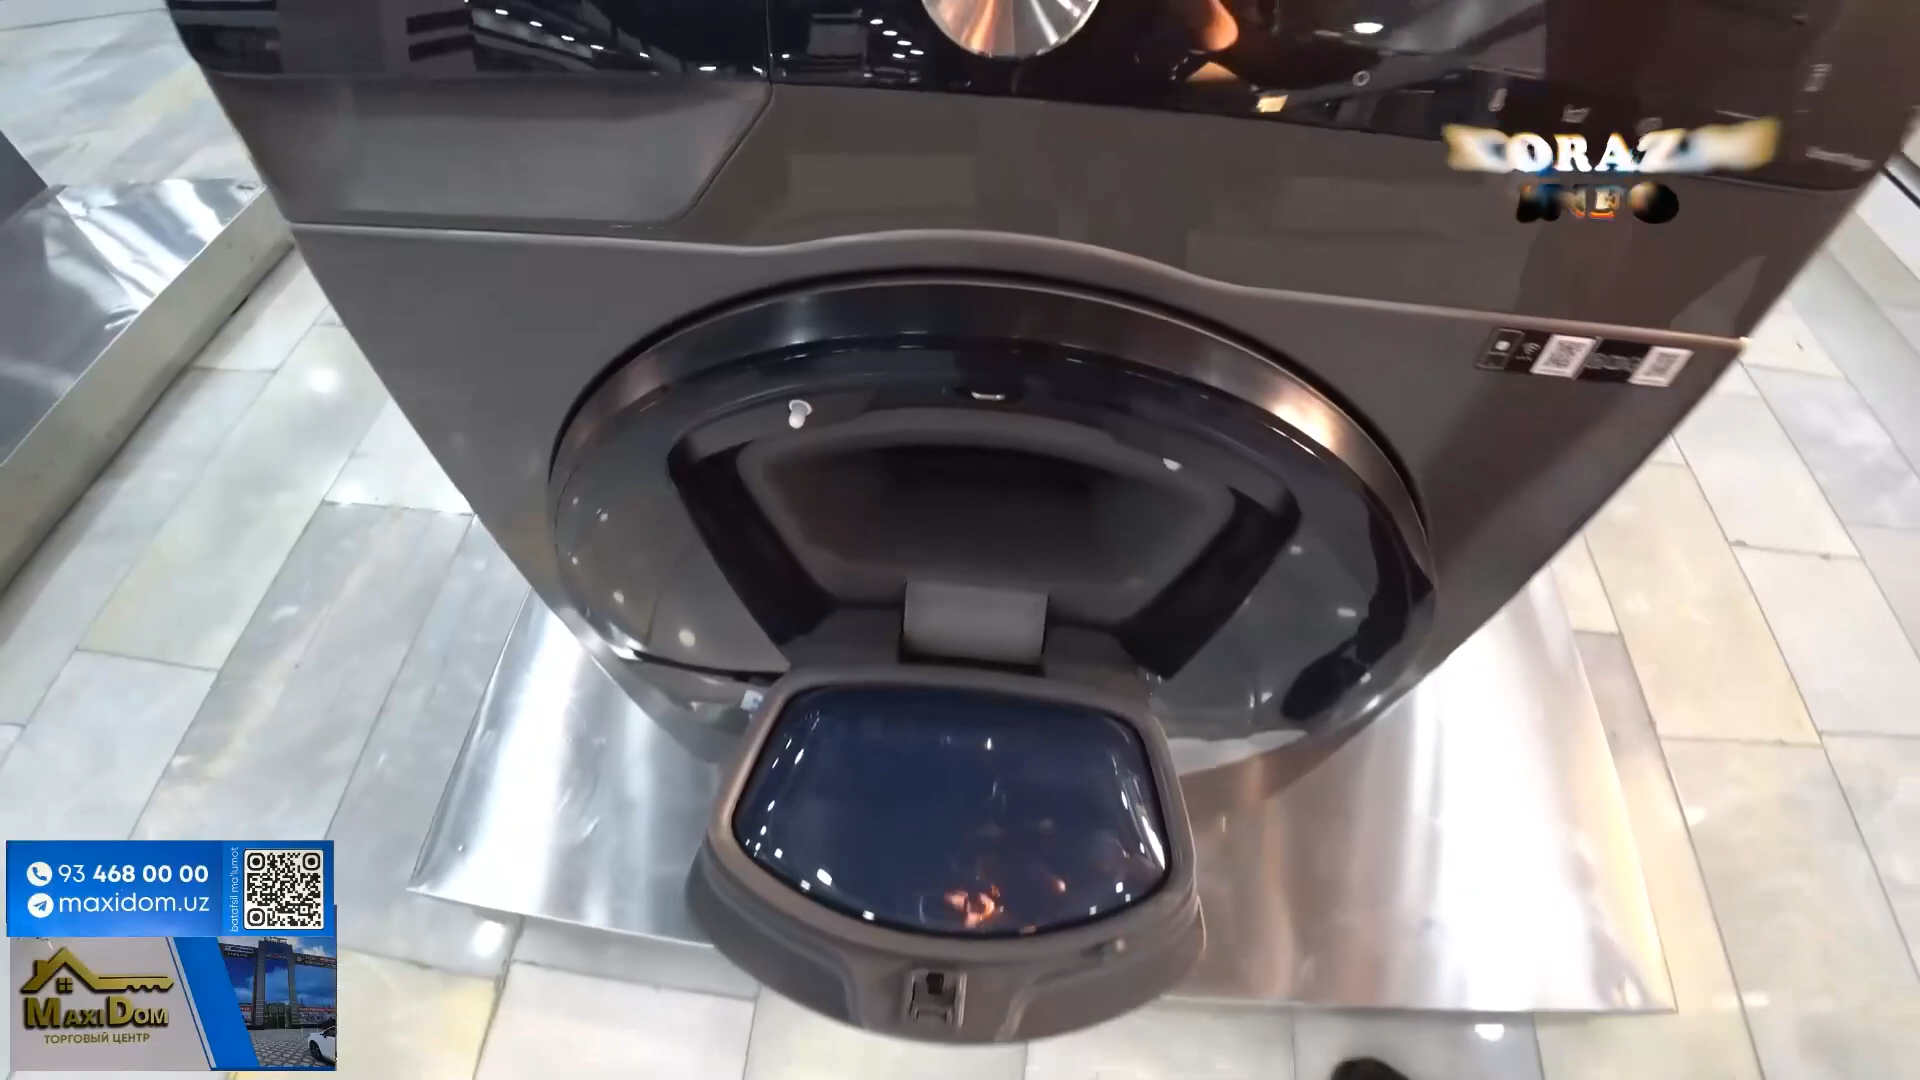 XORAZM
INFO
93 468 00 00
maxidom.uz
batafsil ma'lumot
MAXIDOM
ТОРГОВЫЙ ЦЕНТР